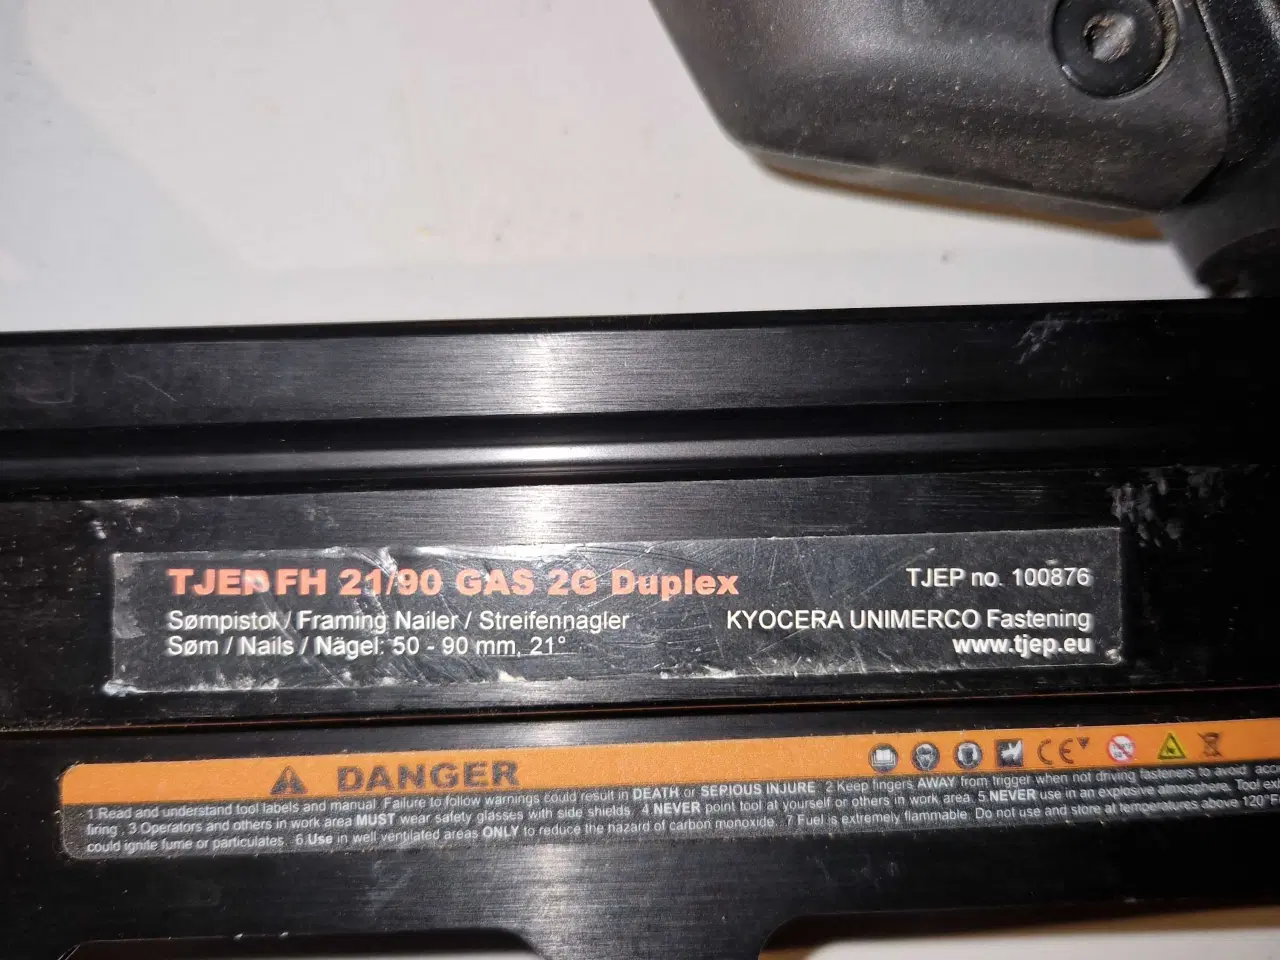 TJEP FH 21/90 GAS 2G Duplex
TJEP no. 100876
Sømpistol / Framing Nailer / Streifennagler
KYOCERA UNIMERCO Fastening
Søm / Nails / Nägel: 50 - 90 mm, 21°
www.tjep.eu
DANGER
CE
1 Read and understand tool labels and manual. Failure to follow warnings could result in DEATH or SEPIOUS INJURE 2 Keep fingers AWAY from trigger when not driving fasteners to avoid
firing . 3 Operators and others in work area MUST wear safety glasses with side shields. 4 NEVER point tool at yourself or others in work area. 5 NEVER use in an explosive atmosphere. Tool
could ignite fume or particulates 6 Use in well ventilated areas ONLY to reduce the hazard of carbon monoxide. 7 Fuel is extremely flammable. Do not use and store at temperatures above 120°F